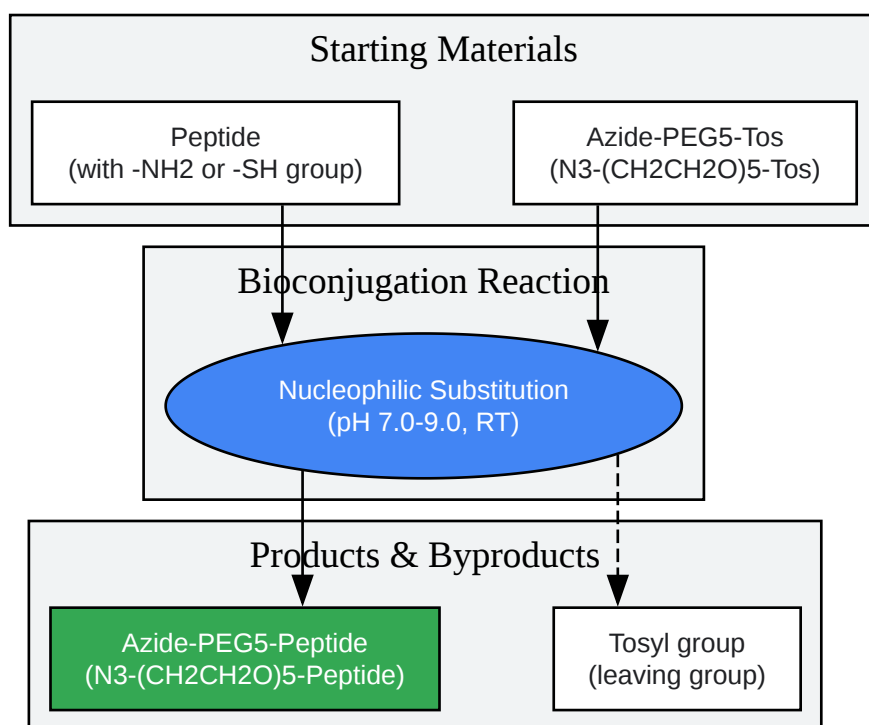 Starting Materials
Peptide
(with -NH2 or -SH group)
Azide-PEG5-Tos
(N3-(CH2CH2O)5-Tos)
Bioconjugation Reaction
Nucleophilic Substitution
(pH 7.0-9.0, RT)
Products & Byproducts
Azide-PEG5-Peptide
(N3-(CH2CH2O)5-Peptide)
Tosyl group
(leaving group)